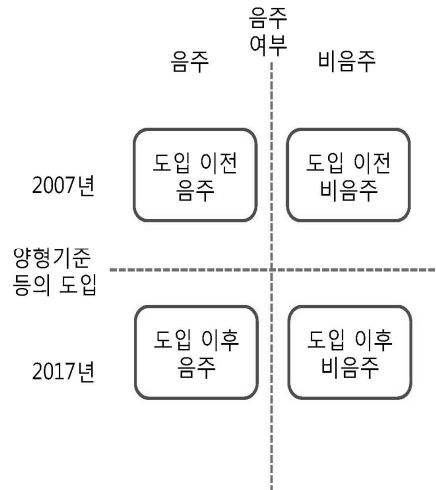 음주
여부
음주
비음주
2007년
도입 이전
음주
도입 이전
비음주
양형기준
등의 도입
2017년
도입 이후
음주
도입 이후
비음주